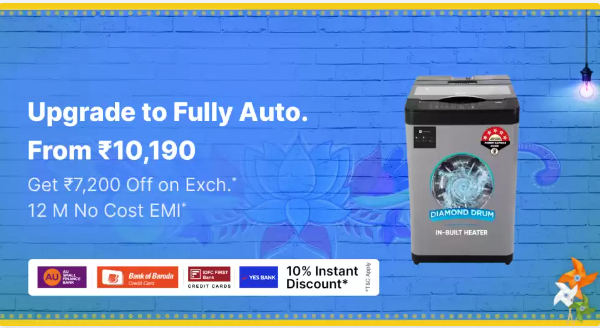 Upgrade to Fully Auto.
From ₹10,190
Get ₹7,200 Off on Exch.*
12 M No Cost EMI*
DIAMOND DRUM
IN-BUILT HEATER
AU
AU
SMALL
FINANCE
BANK
Bank of Baroda
Credit Card
IDFC FIRST
Bank
CREDIT CARDS
YES BANK
10% Instant
Discount*
*T&C Apply